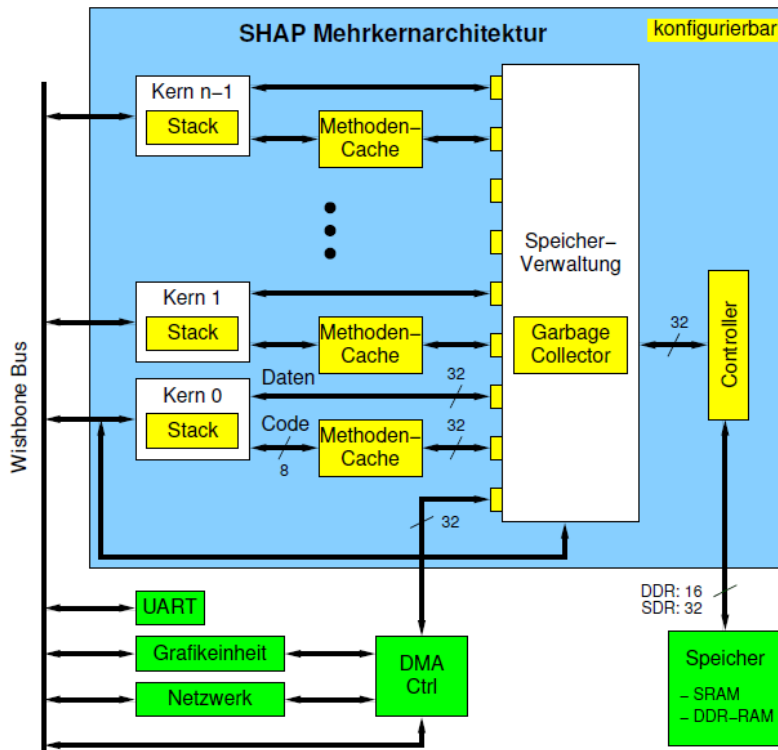 SHAP Mehrkernarchitektur
konfigurierbar
Kern n−1
Stack
Methoden−
Cache
Speicher−
Verwaltung
Garbage
Collector
32
Controller
Kern 1
Stack
Methoden−
Cache
Kern 0
Stack
Daten
32
Code
8
Methoden−
Cache
32
32
Wishbone Bus
UART
Grafikeinheit
Netzwerk
DMA
Ctrl
DDR: 16
SDR: 32
Speicher
− SRAM
− DDR−RAM